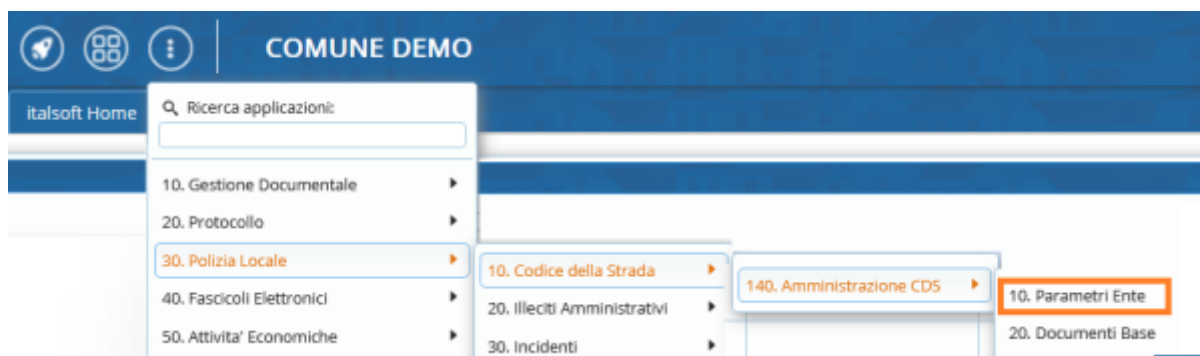 COMUNE DEMO
italsoft Home
Ricerca applicazioni:
10. Gestione Documentale
20. Protocollo
30. Polizia Locale
40. Fascicoli Elettronici
50. Attivita' Economiche
10. Codice della Strada
20. Illeciti Amministrativi
30. Incidenti
140. Amministrazione CDS
10. Parametri Ente
20. Documenti Base